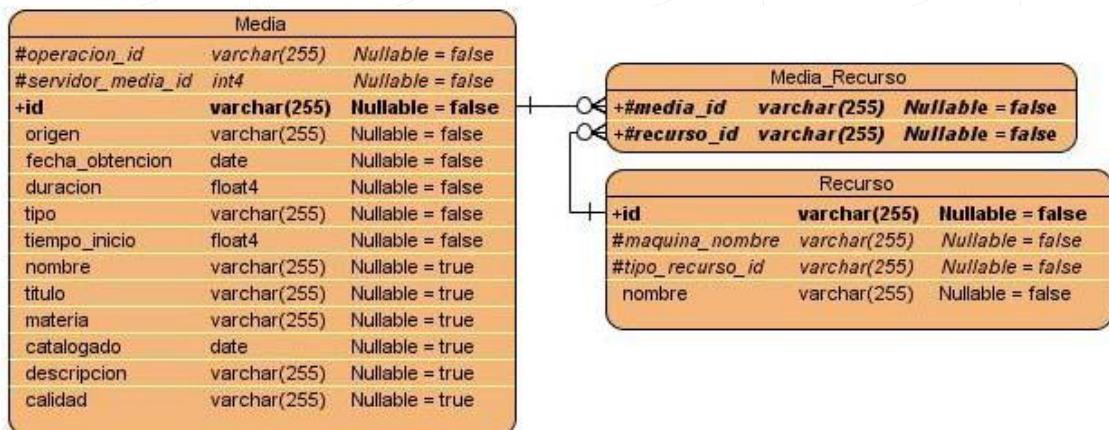 Media
#operacion_id varchar(255) Nullable = false
#servidor_media_id int4 Nullable = false
+id varchar(255) Nullable = false
origen varchar(255) Nullable = false
fecha_obtencion date Nullable = false
duracion float4 Nullable = false
tipo varchar(255) Nullable = false
tiempo_inicio float4 Nullable = false
nombre varchar(255) Nullable = true
titulo varchar(255) Nullable = true
materia varchar(255) Nullable = true
catalogado date Nullable = true
descripcion varchar(255) Nullable = true
calidad varchar(255) Nullable = true
Media_Recurso
+#media_id varchar(255) Nullable = false
+#recurso_id varchar(255) Nullable = false
Recurso
+id varchar(255) Nullable = false
#maquina_nombre varchar(255) Nullable = false
#tipo_recurso_id varchar(255) Nullable = false
nombre varchar(255) Nullable = false